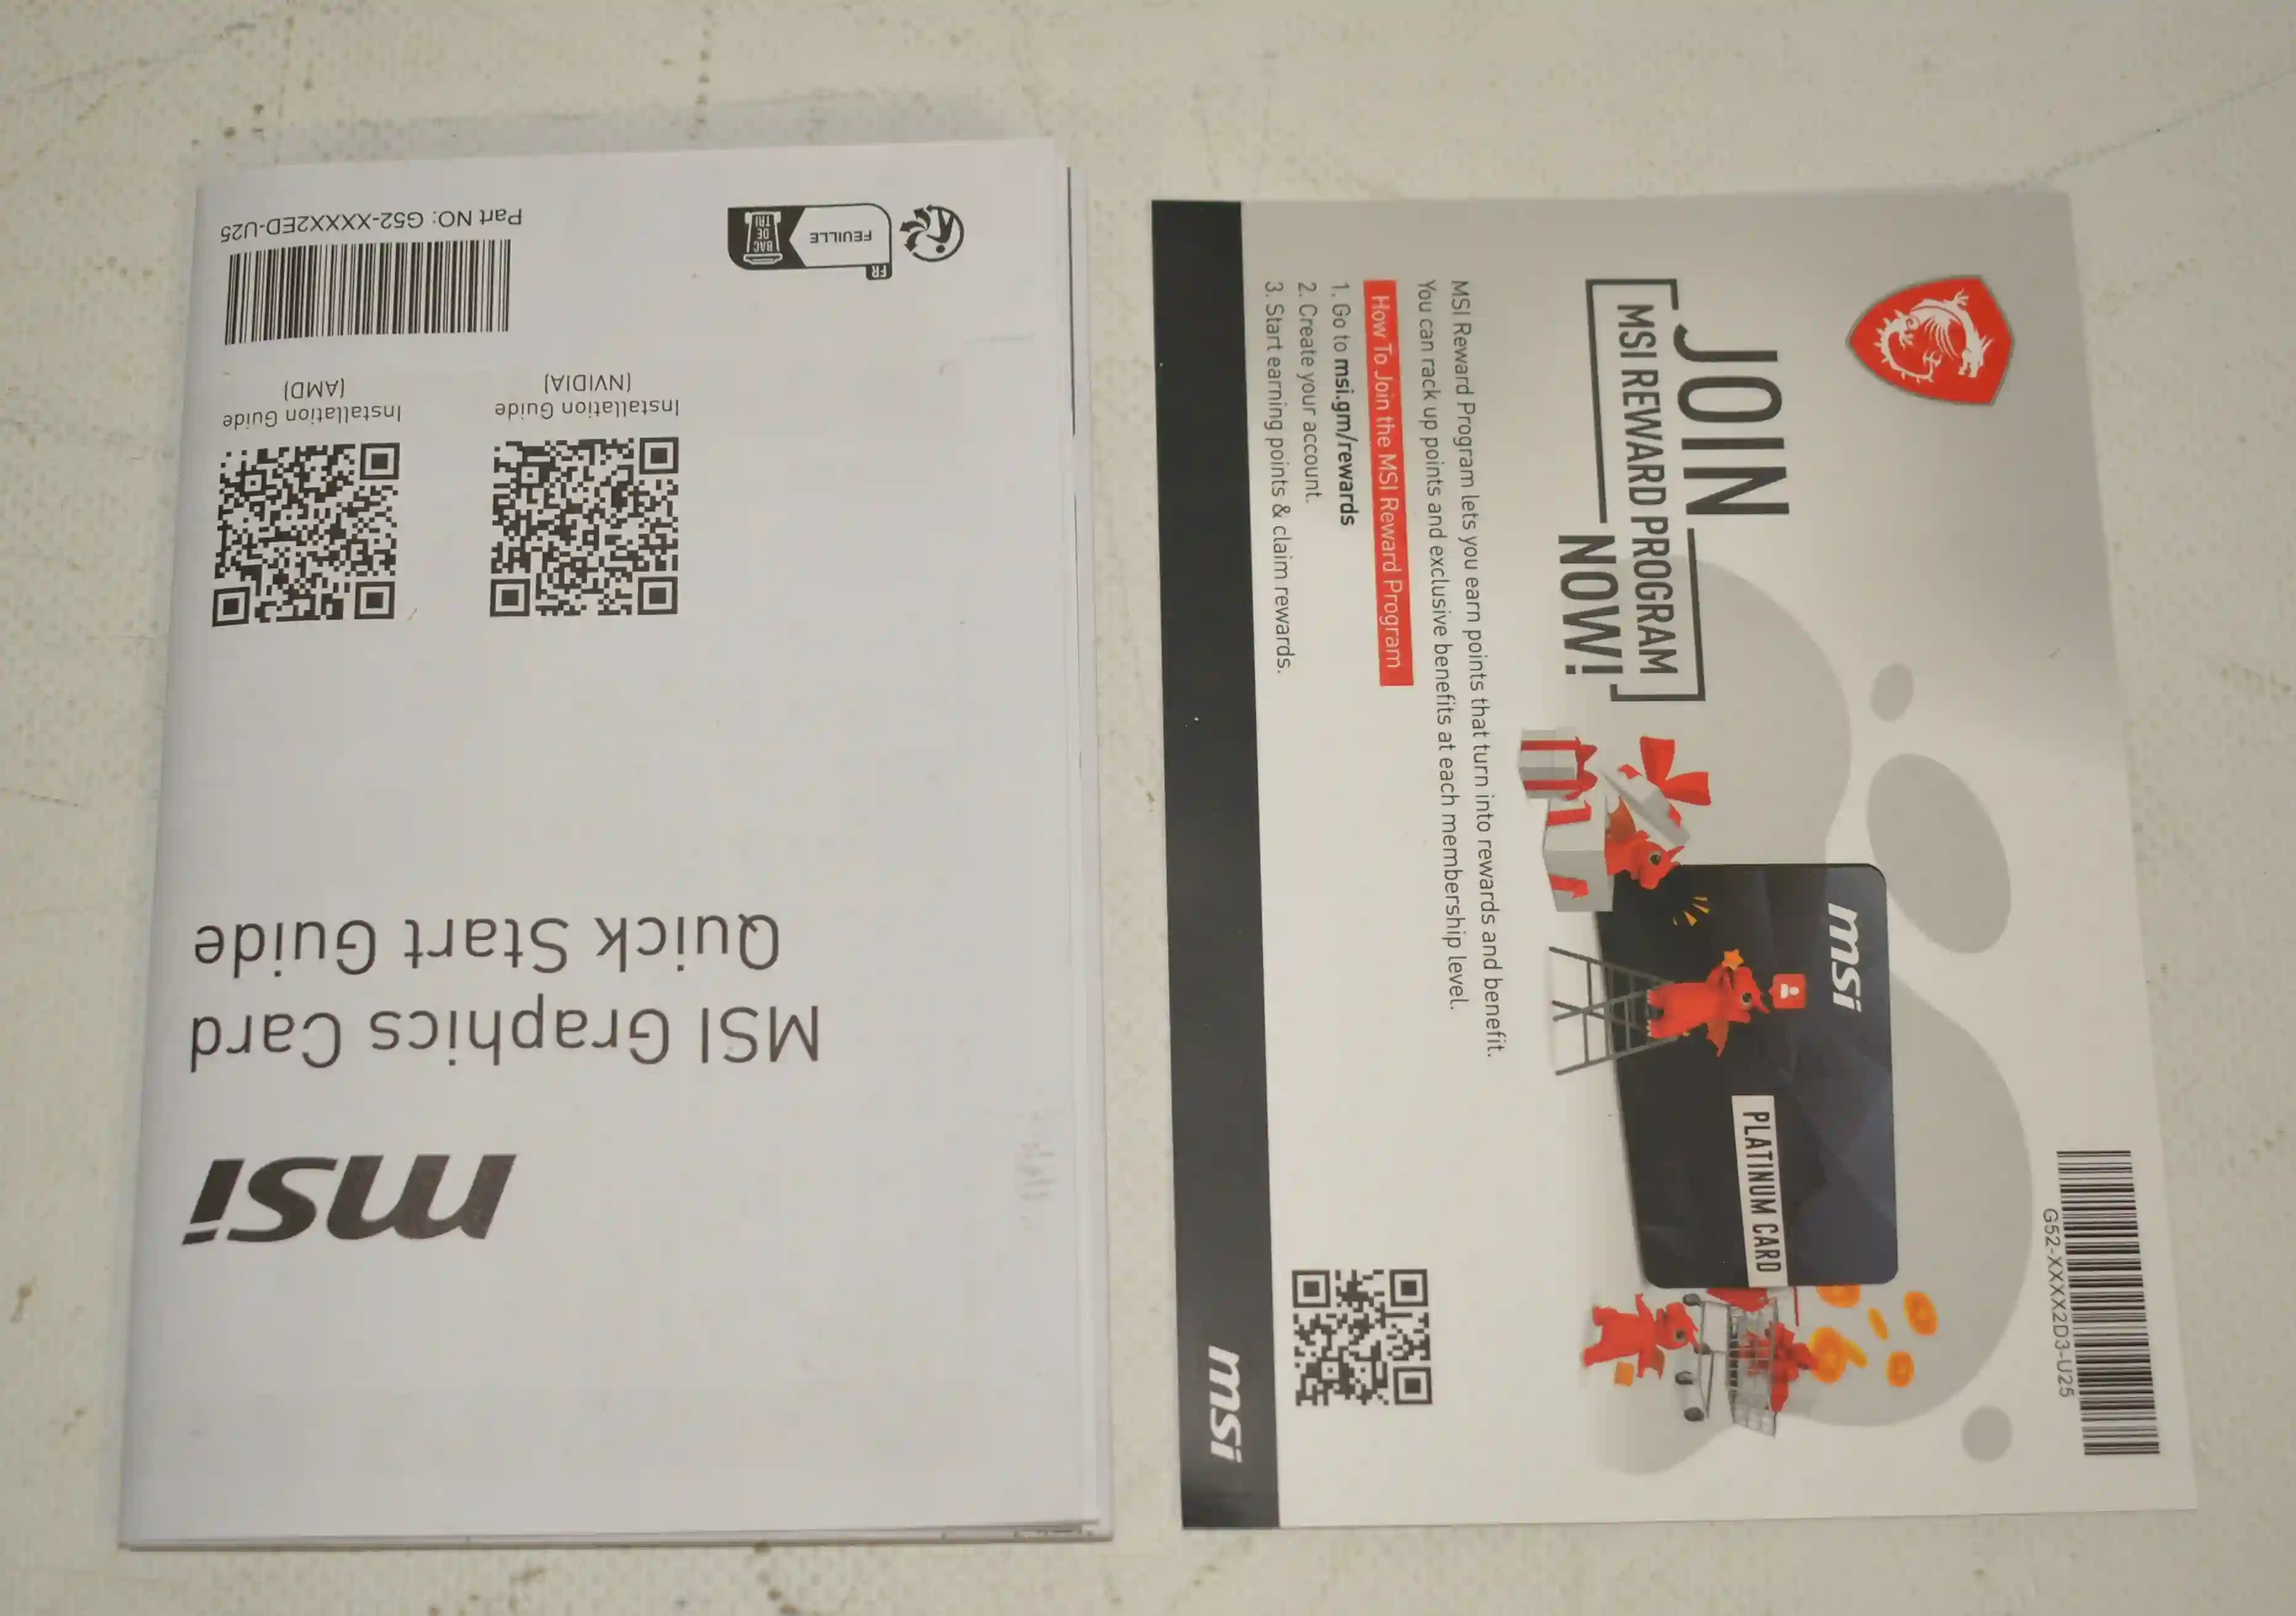 msi
MSI Graphics Card
Quick Start Guide
Installation Guide
(NVIDIA)
Installation Guide
(AMD)
FR
FEUILLE
BAC
DE
TRI
Part NO: G52-XXXX2ED-U25
JOIN
MSI REWARD PROGRAM
NOW!
MSI Reward Program lets you earn points that turn into rewards and benefit.
You can rack up points and exclusive benefits at each membership level.
How To Join the MSI Reward Program
1. Go to msi.gm/rewards
2. Create your account.
3. Start earning points & claim rewards.
msi
PLATINUM CARD
G52-XXXX2D3-U25
msi